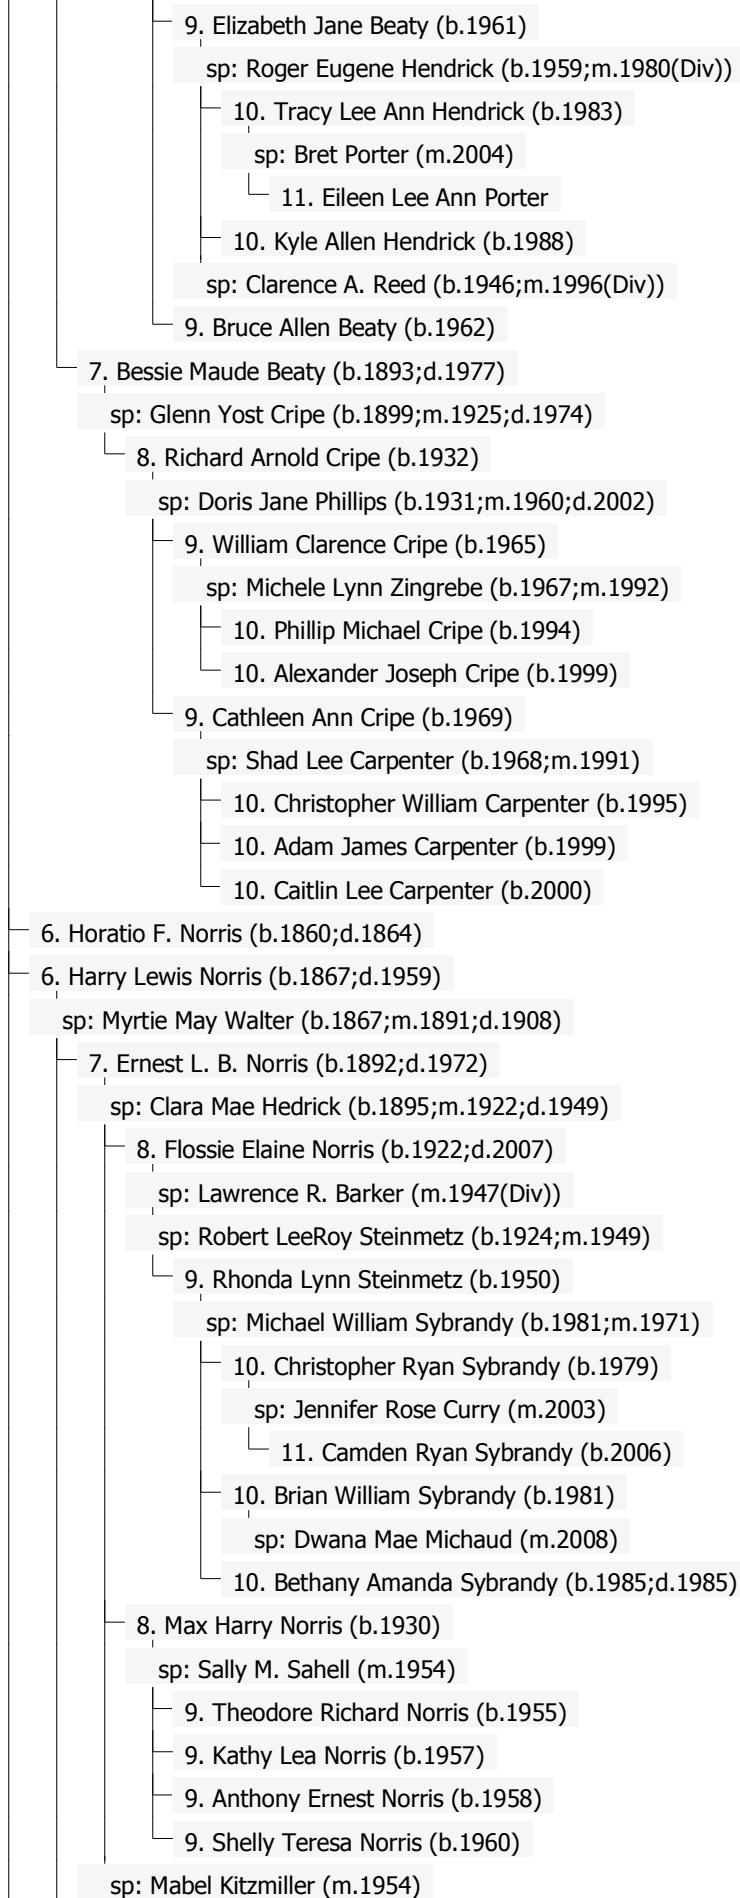 9. Elizabeth Jane Beaty (b.1961)
sp: Roger Eugene Hendrick (b.1959;m.1980(Div))
10. Tracy Lee Ann Hendrick (b.1983)
sp: Bret Porter (m.2004)
11. Eileen Lee Ann Porter
10. Kyle Allen Hendrick (b.1988)
sp: Clarence A. Reed (b.1946;m.1996(Div))
9. Bruce Allen Beaty (b.1962)
7. Bessie Maude Beaty (b.1893;d.1977)
sp: Glenn Yost Cripe (b.1899;m.1925;d.1974)
8. Richard Arnold Cripe (b.1932)
sp: Doris Jane Phillips (b.1931;m.1960;d.2002)
9. William Clarence Cripe (b.1965)
sp: Michele Lynn Zingrebe (b.1967;m.1992)
10. Phillip Michael Cripe (b.1994)
10. Alexander Joseph Cripe (b.1999)
9. Cathleen Ann Cripe (b.1969)
sp: Shad Lee Carpenter (b.1968;m.1991)
10. Christopher William Carpenter (b.1995)
10. Adam James Carpenter (b.1999)
10. Caitlin Lee Carpenter (b.2000)
6. Horatio F. Norris (b.1860;d.1864)
6. Harry Lewis Norris (b.1867;d.1959)
sp: Myrtie May Walter (b.1867;m.1891;d.1908)
7. Ernest L. B. Norris (b.1892;d.1972)
sp: Clara Mae Hedrick (b.1895;m.1922;d.1949)
8. Flossie Elaine Norris (b.1922;d.2007)
sp: Lawrence R. Barker (m.1947(Div))
sp: Robert LeeRoy Steinmetz (b.1924;m.1949)
9. Rhonda Lynn Steinmetz (b.1950)
sp: Michael William Sybrandy (b.1981;m.1971)
10. Christopher Ryan Sybrandy (b.1979)
sp: Jennifer Rose Curry (m.2003)
11. Camden Ryan Sybrandy (b.2006)
10. Brian William Sybrandy (b.1981)
sp: Dwana Mae Michaud (m.2008)
10. Bethany Amanda Sybrandy (b.1985;d.1985)
8. Max Harry Norris (b.1930)
sp: Sally M. Sahell (m.1954)
9. Theodore Richard Norris (b.1955)
9. Kathy Lea Norris (b.1957)
9. Anthony Ernest Norris (b.1958)
9. Shelly Teresa Norris (b.1960)
sp: Mabel Kitzmiller (m.1954)